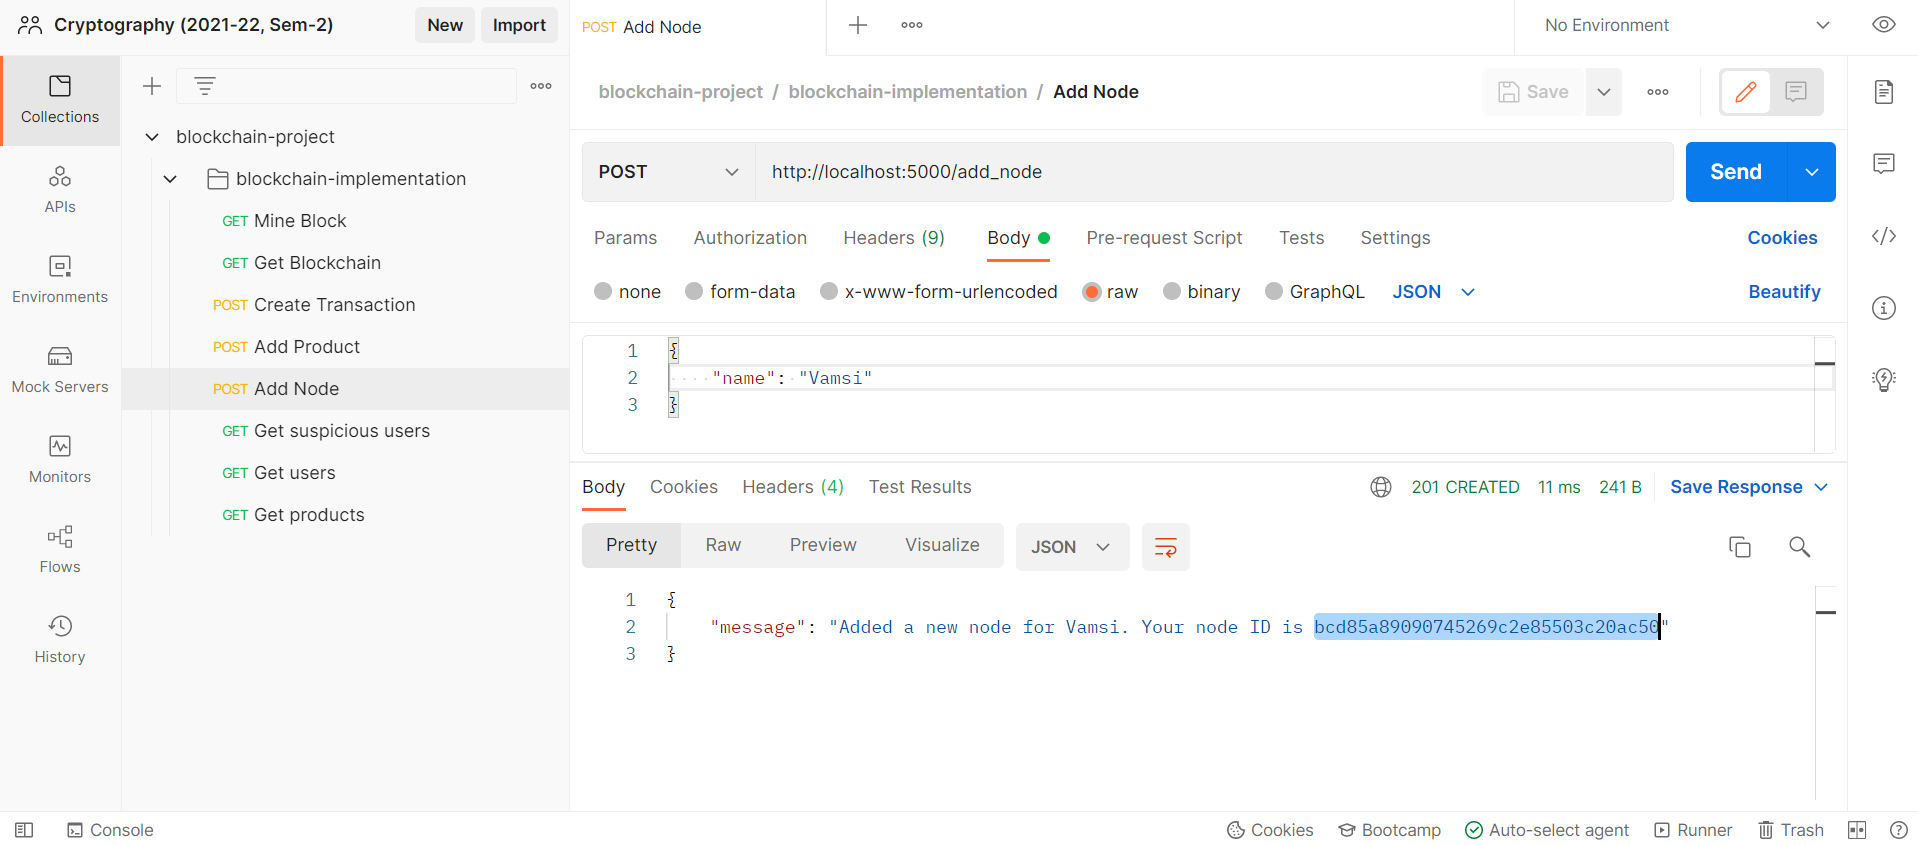 Cryptography (2021-22, Sem-2)
New
Import
POST Add Node
No Environment
Collections
APIs
Environments
Mock Servers
Monitors
Flows
History
blockchain-project
blockchain-implementation
GET Mine Block
GET Get Blockchain
POST Create Transaction
POST Add Product
POST Add Node
GET Get suspicious users
GET Get users
GET Get products
blockchain-project / blockchain-implementation / Add Node
Save
POST
http://localhost:5000/add_node
Send
Params Authorization Headers (9) Body Pre-request Script Tests Settings Cookies
none form-data x-www-form-urlencoded raw binary GraphQL JSON Beautify
1 {
2 "name": "Vamsi"
3 }
Body Cookies Headers (4) Test Results 201 CREATED 11 ms 241 B Save Response
Pretty Raw Preview Visualize JSON
1 {
2 "message": "Added a new node for Vamsi. Your node ID is bcd85a89090745269c2e85503c20ac50"
3 }
Console
Cookies Bootcamp Auto-select agent Runner Trash